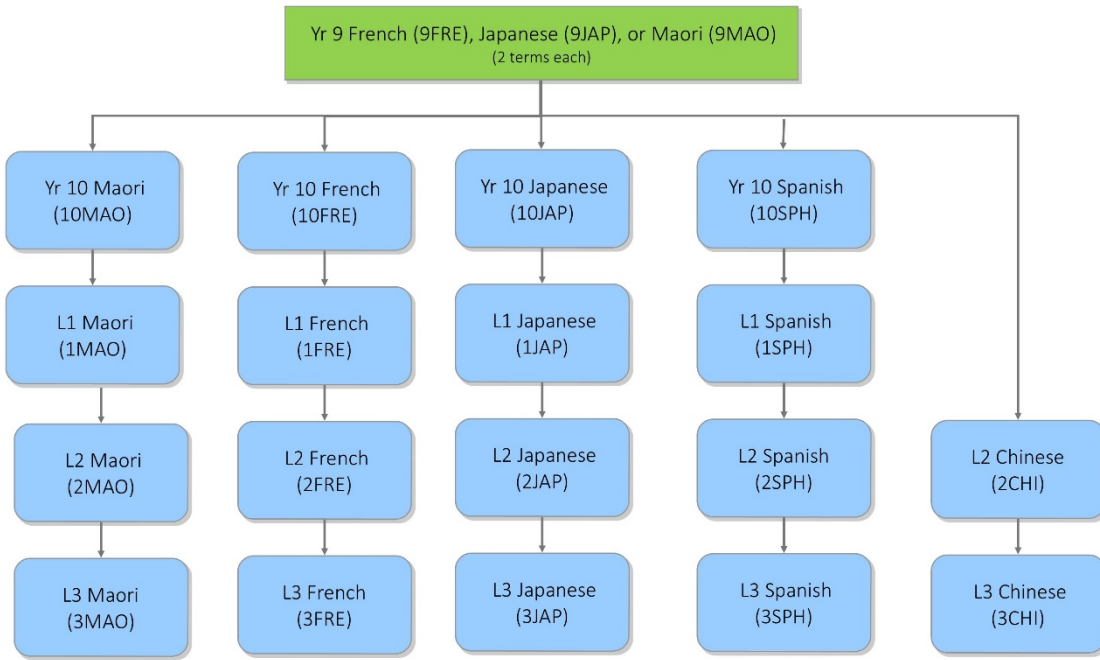 Yr 9 French (9FRE), Japanese (9JAP), or Maori (9MAO)
(2 terms each)
Yr 10 Maori
(10MAO)
Yr 10 French
(10FRE)
Yr 10 Japanese
(10JAP)
Yr 10 Spanish
(10SPH)
L1 Maori
(1MAO)
L1 French
(1FRE)
L1 Japanese
(1JAP)
L1 Spanish
(1SPH)
L2 Maori
(2MAO)
L2 French
(2FRE)
L2 Japanese
(2JAP)
L2 Spanish
(2SPH)
L2 Chinese
(2CHI)
L3 Maori
(3MAO)
L3 French
(3FRE)
L3 Japanese
(3JAP)
L3 Spanish
(3SPH)
L3 Chinese
(3CHI)